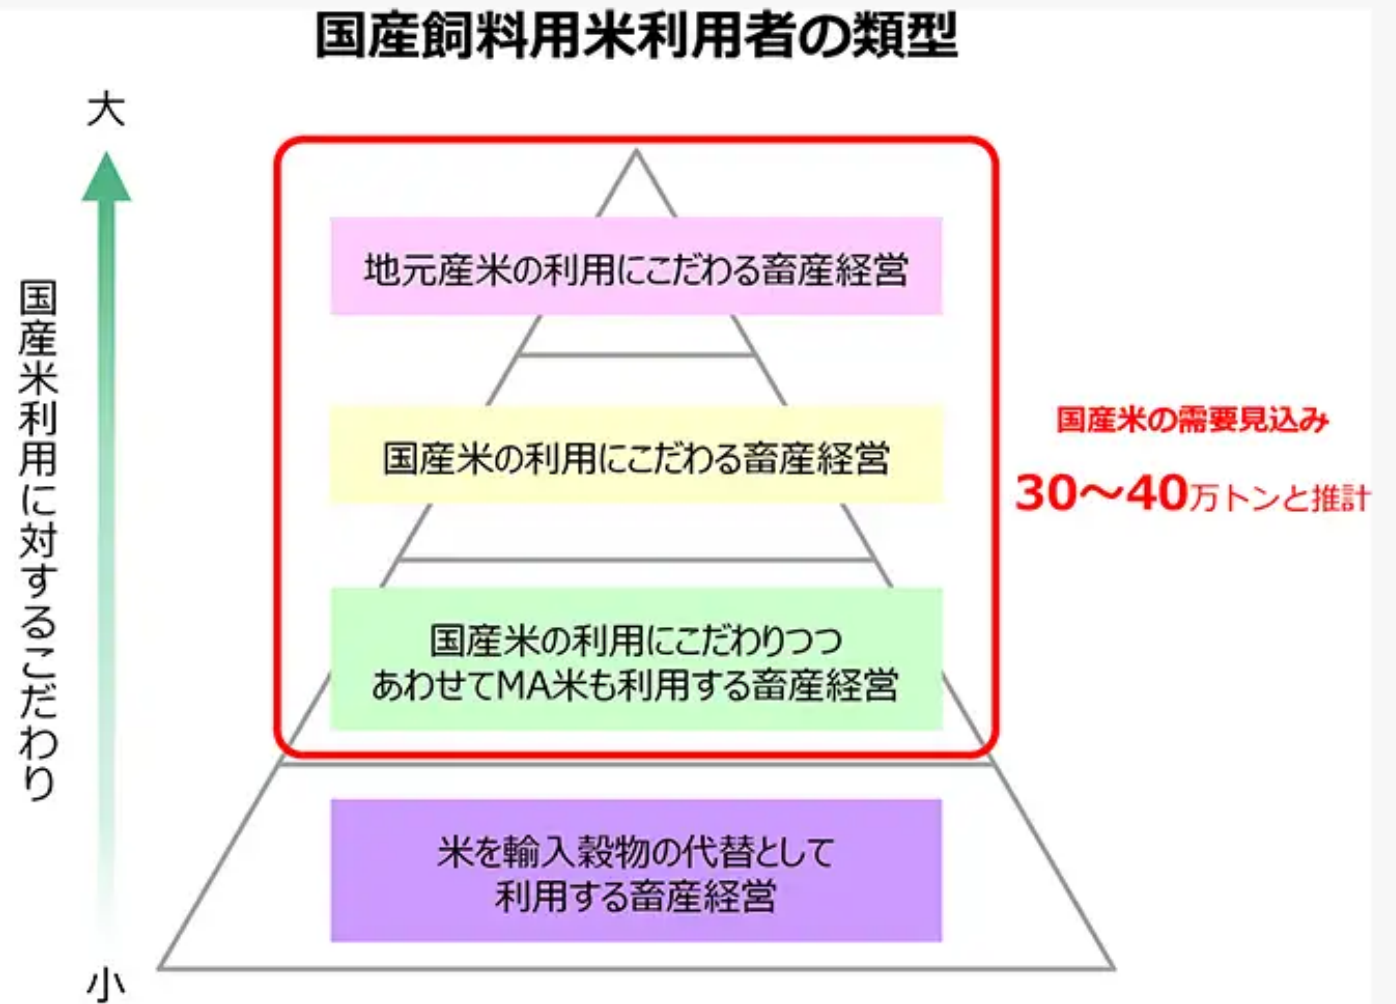 国産飼料用米利用者の類型
大
国産米利用に対するこだわり
小
地元産米の利用にこだわる畜産経営
国産米の利用にこだわる畜産経営
国産米の利用にこだわりつつ
あわせてMA米も利用する畜産経営
米を輸入穀物の代替として
利用する畜産経営
国産米の需要見込み
30～40万トンと推計